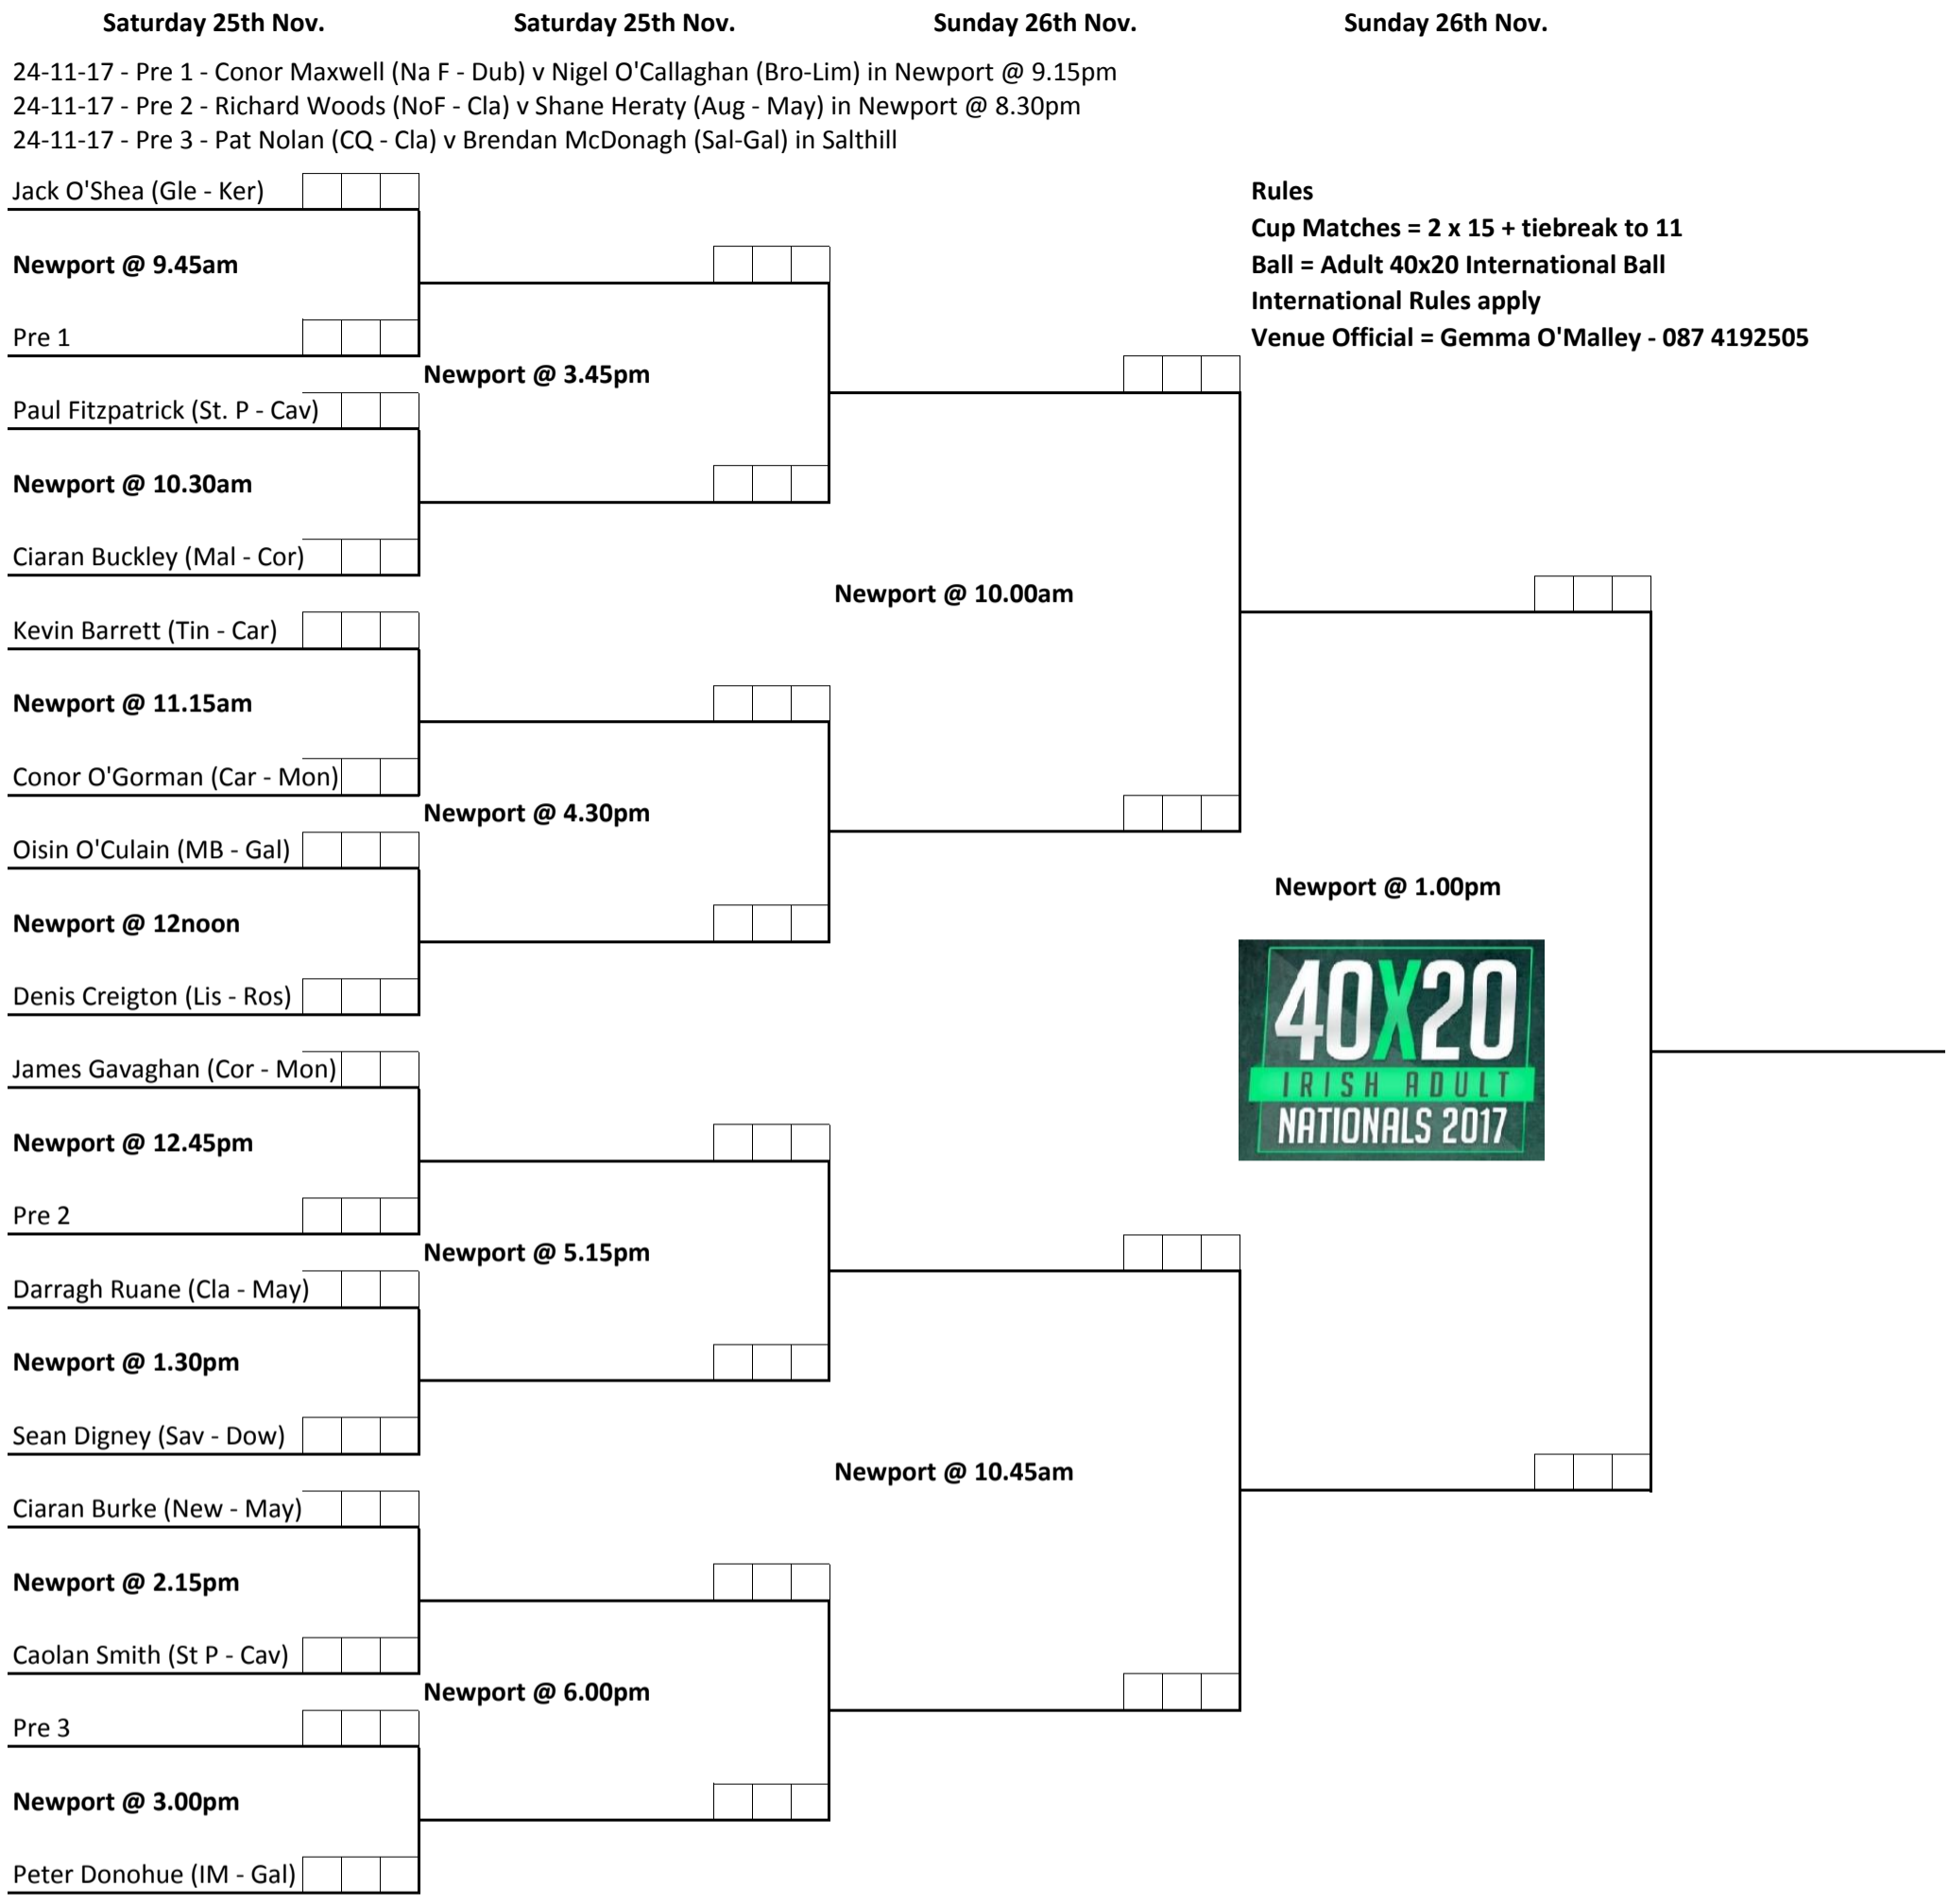 Saturday 25th Nov. Saturday 25th Nov. Sunday 26th Nov. Sunday 26th Nov.
24-11-17 - Pre 1 - Conor Maxwell (Na F - Dub) v Nigel O'Callaghan (Bro-Lim) in Newport @ 9.15pm
24-11-17 - Pre 2 - Richard Woods (NoF - Cla) v Shane Heraty (Aug - May) in Newport @ 8.30pm
24-11-17 - Pre 3 - Pat Nolan (CQ - Cla) v Brendan McDonagh (Sal-Gal) in Salthill
Rules
Cup Matches = 2 x 15 + tiebreak to 11
Ball = Adult 40x20 International Ball
International Rules apply
Venue Official = Gemma O'Malley - 087 4192505
Jack O'Shea (Gle - Ker)
Newport @ 9.45am
Pre 1
Paul Fitzpatrick (St. P - Cav)
Newport @ 10.30am
Ciaran Buckley (Mal - Cor)
Kevin Barrett (Tin - Car)
Newport @ 11.15am
Conor O'Gorman (Car - Mon)
Oisin O'Culain (MB - Gal)
Newport @ 12noon
Denis Creigton (Lis - Ros)
James Gavaghan (Cor - Mon)
Newport @ 12.45pm
Pre 2
Darragh Ruane (Cla - May)
Newport @ 1.30pm
Sean Digney (Sav - Dow)
Ciaran Burke (New - May)
Newport @ 2.15pm
Caolan Smith (St P - Cav)
Pre 3
Newport @ 3.00pm
Peter Donohue (IM - Gal)
Newport @ 3.45pm
Newport @ 4.30pm
Newport @ 5.15pm
Newport @ 6.00pm
Newport @ 10.00am
Newport @ 10.45am
Newport @ 1.00pm
40X20
IRISH ADULT
NATIONALS 2017